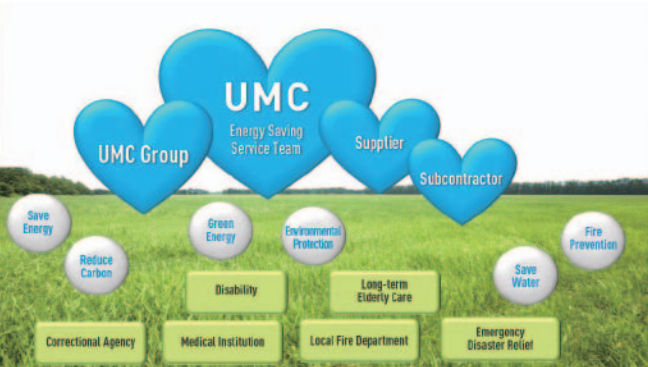 UMC
Energy Saving
Service Team
UMC Group
Supplier
Subcontractor
Save
Energy
Reduce
Carbon
Green
Energy
Environmental
Protection
Save
Water
Fire
Prevention
Disability
Long-term
Elderly Care
Correctional Agency
Medical Institution
Local Fire Department
Emergency
Disaster Relief